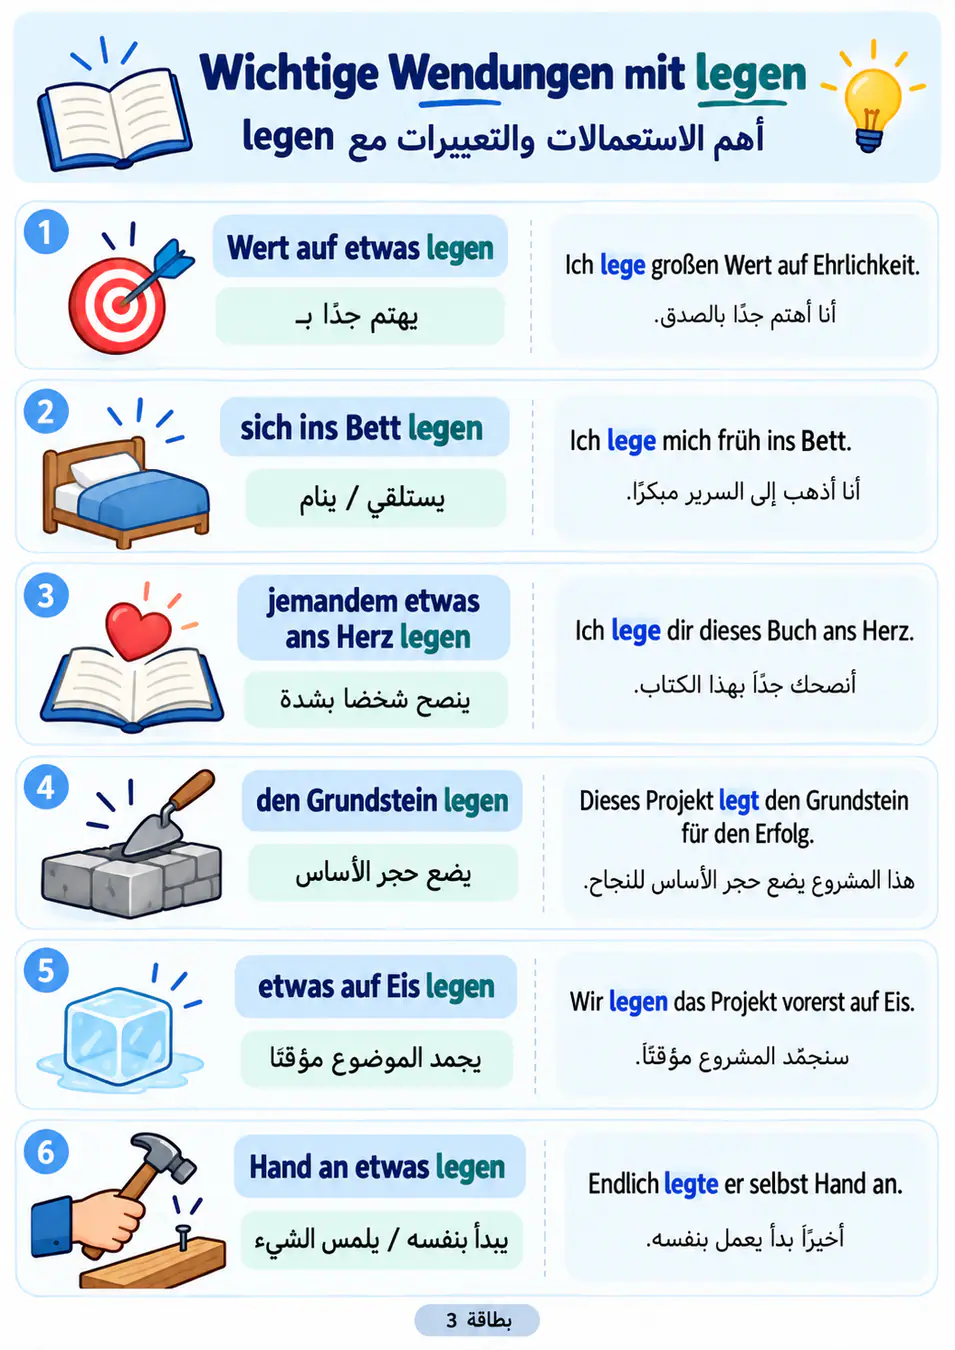 Wichtige Wendungen mit legen
أهم الاستعمالات والتعييرات مع legen
1
Wert auf etwas legen
يهتم جدًا بـ
Ich lege großen Wert auf Ehrlichkeit.
أنا أهتم جدًا بالصدق.
2
sich ins Bett legen
يستلقي / ينام
Ich lege mich früh ins Bett.
أنا أذهب إلى السرير مبكرًا.
3
jemandem etwas
ans Herz legen
ينصح شخضا بشدة
Ich lege dir dieses Buch ans Herz.
أنصحك جدًاَ بهذا الكتاب.
4
den Grundstein legen
يضع حجر الأساس
Dieses Projekt legt den Grundstein
für den Erfolg.
هذا المشروع يضع حجر الأساس للنجاح.
5
etwas auf Eis legen
يجمد الموضوع مؤقتًا
Wir legen das Projekt vorerst auf Eis.
سنجمّد المشروع مؤقتًاَ.
6
Hand an etwas legen
يبدأ بنفسه / يلمس الشيء
Endlich legte er selbst Hand an.
أخيرًاَ بدأ يعمل بنفسه.
بطاقة 3